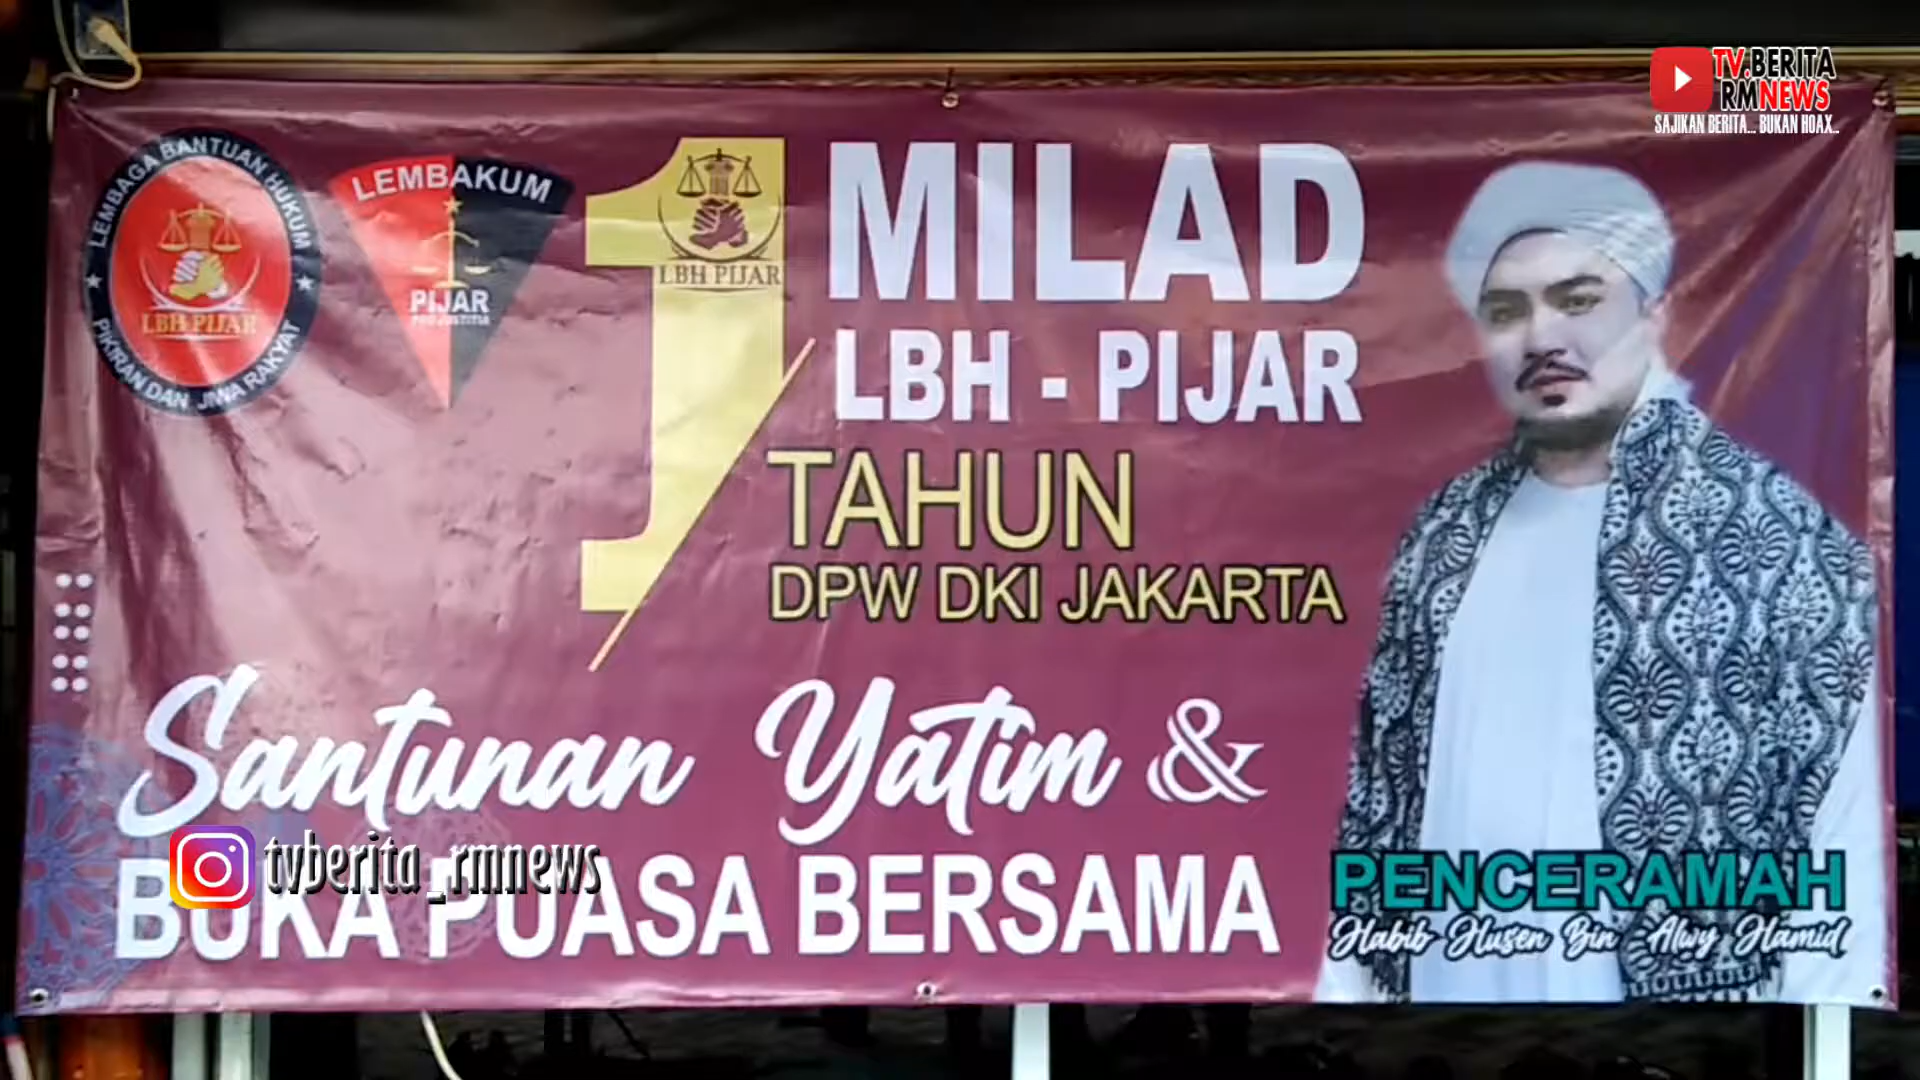 TV.BERITA
RMNEWS
SAJIKAN BERITA... BUKAN HOAX..
LEMBAGA BANTUAN HUKUM
LBH PIJAR
PIKIRAN DAN JIWA RAKYAT
LEMBAKUM
PIJAR
PRO JUSTITIA
1
LBH PIJAR
MILAD
LBH - PIJAR
TAHUN
DPW DKI JAKARTA
Santunan Yatim &
BUKA PUASA BERSAMA
tvberita_rmnews
PENCERAMAH
Habib Husen Bin Alwy Hamid